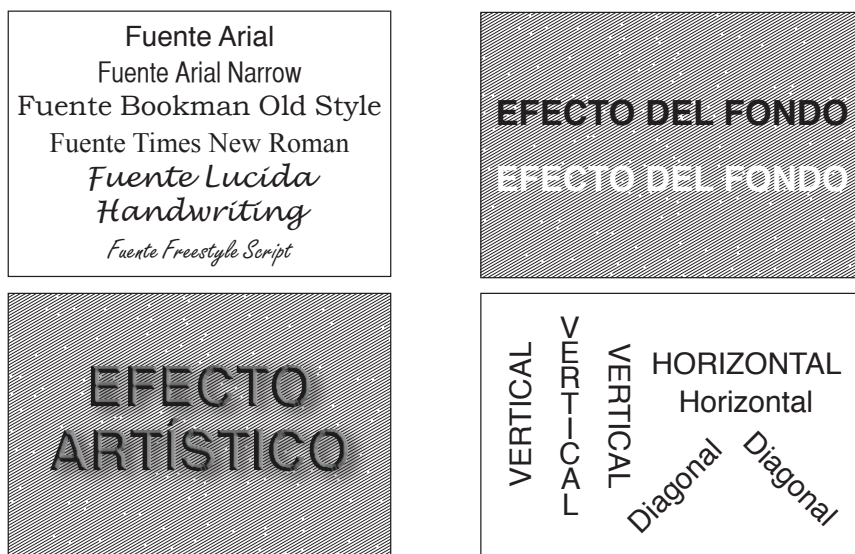 Fuente Arial
Fuente Arial Narrow
Fuente Bookman Old Style
Fuente Times New Roman
Fuente Lucida
Handwriting
Fuente Freestyle Script
EFECTO DEL FONDO
EFECTO DEL FONDO
EFECTO
ARTÍSTICO
VERTICAL
VERTICAL
VERTICAL
HORIZONTAL
Horizontal
Diagonal
Diagonal